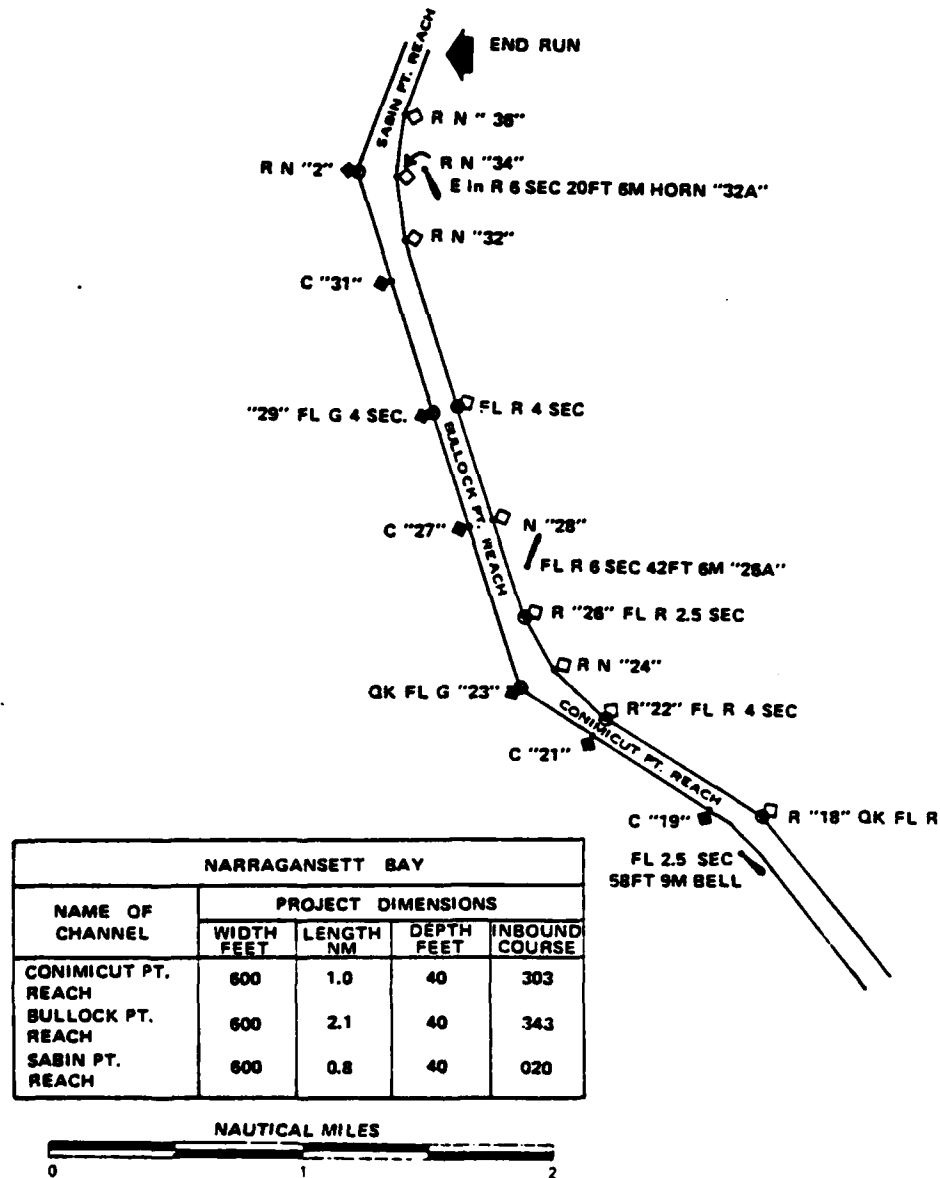 END RUN
SABIN PT. REACH
R N "36"
R N "2"
R N "34"
E In R 6 SEC 20FT 6M HORN "32A"
R N "32"
C "31"
"29" FL G 4 SEC.
FL R 4 SEC
BULLOCK PT. REACH
C "27"
N "28"
FL R 6 SEC 42FT 6M "26A"
R "26" FL R 2.5 SEC
R N "24"
QK FL G "23"
R"22" FL R 4 SEC
CONIMICUT PT. REACH
C "21"
C "19"
R "18" QK FL R
FL 2.5 SEC
58FT 9M BELL
NARRAGANSETT BAY
NAME OF CHANNEL
PROJECT DIMENSIONS
WIDTH FEET LENGTH NM DEPTH FEET INBOUND COURSE
CONIMICUT PT. REACH 600 1.0 40 303
BULLOCK PT. REACH 600 2.1 40 343
SABIN PT. REACH 600 0.8 40 020
NAUTICAL MILES
0 1 2